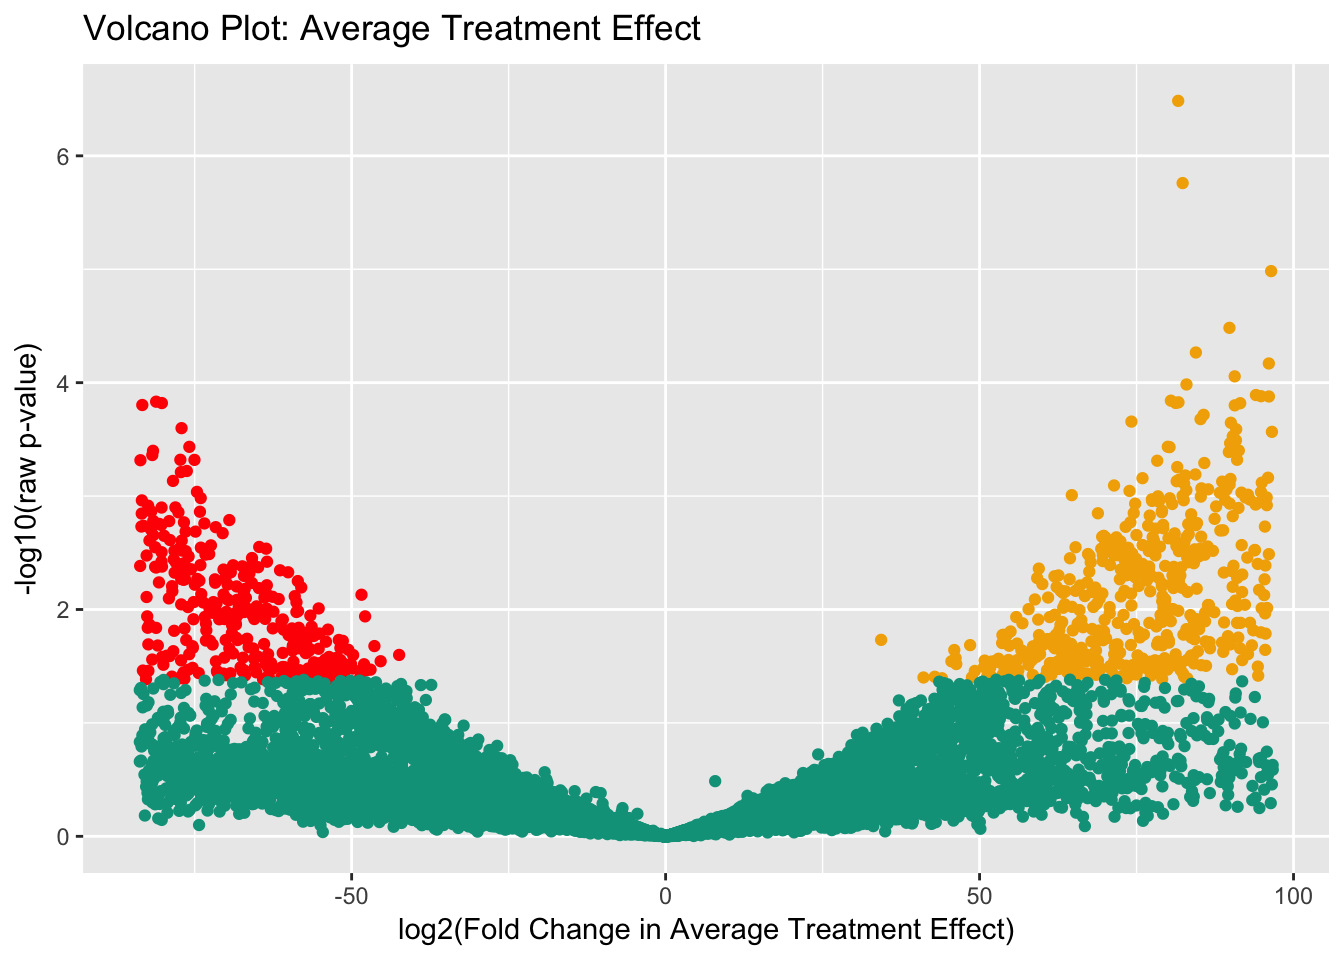 Volcano Plot: Average Treatment Effect
6
4
2
0
-log10(raw p-value)
-50
0
50
100
log2(Fold Change in Average Treatment Effect)